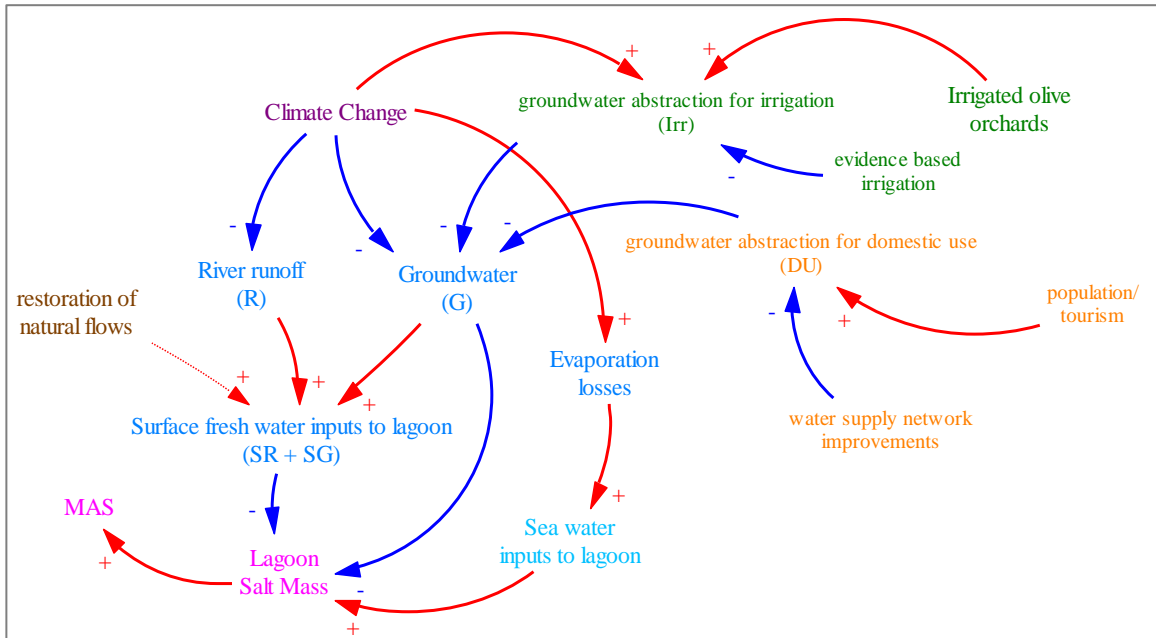 +
+
Climate Change
groundwater abstraction for irrigation
(Irr)
Irrigated olive
orchards
evidence based
irrigation
-
-
-
-
-
-
groundwater abstraction for domestic use
(DU)
River runoff
(R)
Groundwater
(G)
restoration of
natural flows
population/
tourism
+
-
+
Evaporation
losses
+
+
+
Surface fresh water inputs to lagoon
(SR + SG)
water supply network
improvements
-
+
MAS
Sea water
inputs to lagoon
+
Lagoon
Salt Mass
-
+